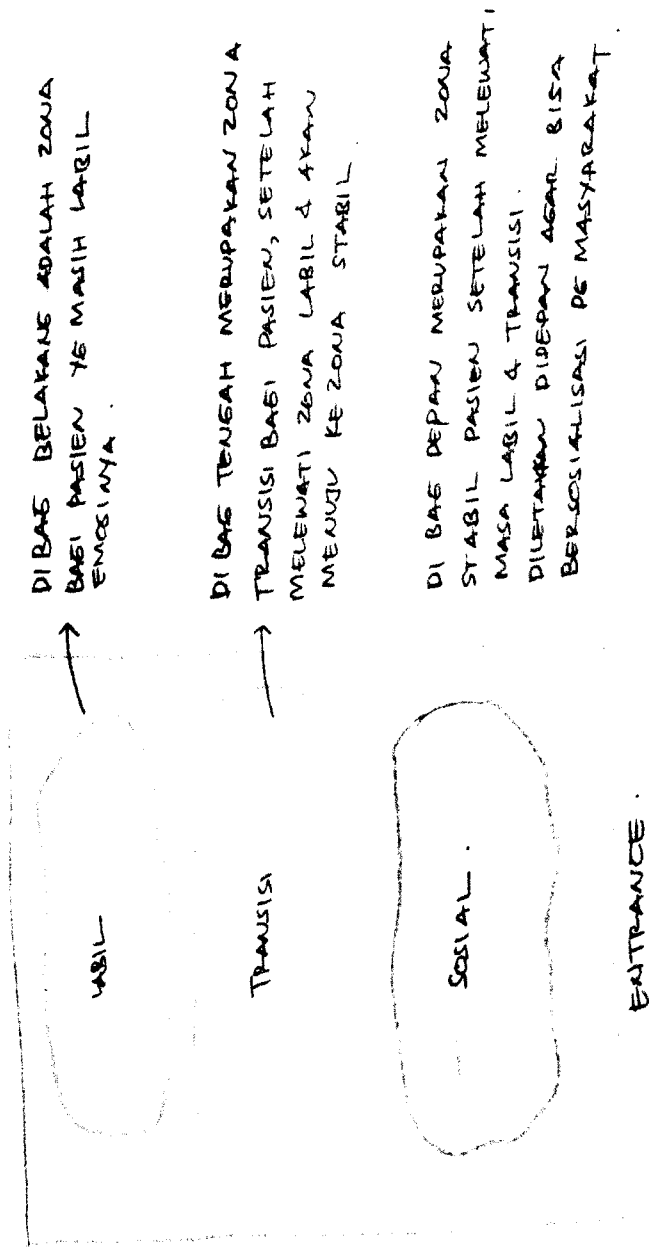 LABIL
DI BAG BELAKANG ADALAH ZONA
BAGI PASIEN YG MASIH LABIL
EMOSINYA.
TRANSISI
DI BAG TENGAH MERUPAKAN ZONA
TRANSISI BAGI PASIEN, SETELAH
MELEWATI ZONA LABIL & AKAN
MENUJU KE ZONA STABIL.
SOSIAL.
DI BAG DEPAN MERUPAKAN ZONA
STABIL PASIEN SETELAH MELEWATI
MASA LABIL & TRANSISI.
DILETAKKAN DIDEPAN AGAR BISA
BERSOSIALISASI DG MASYARAKAT.
ENTRANCE.